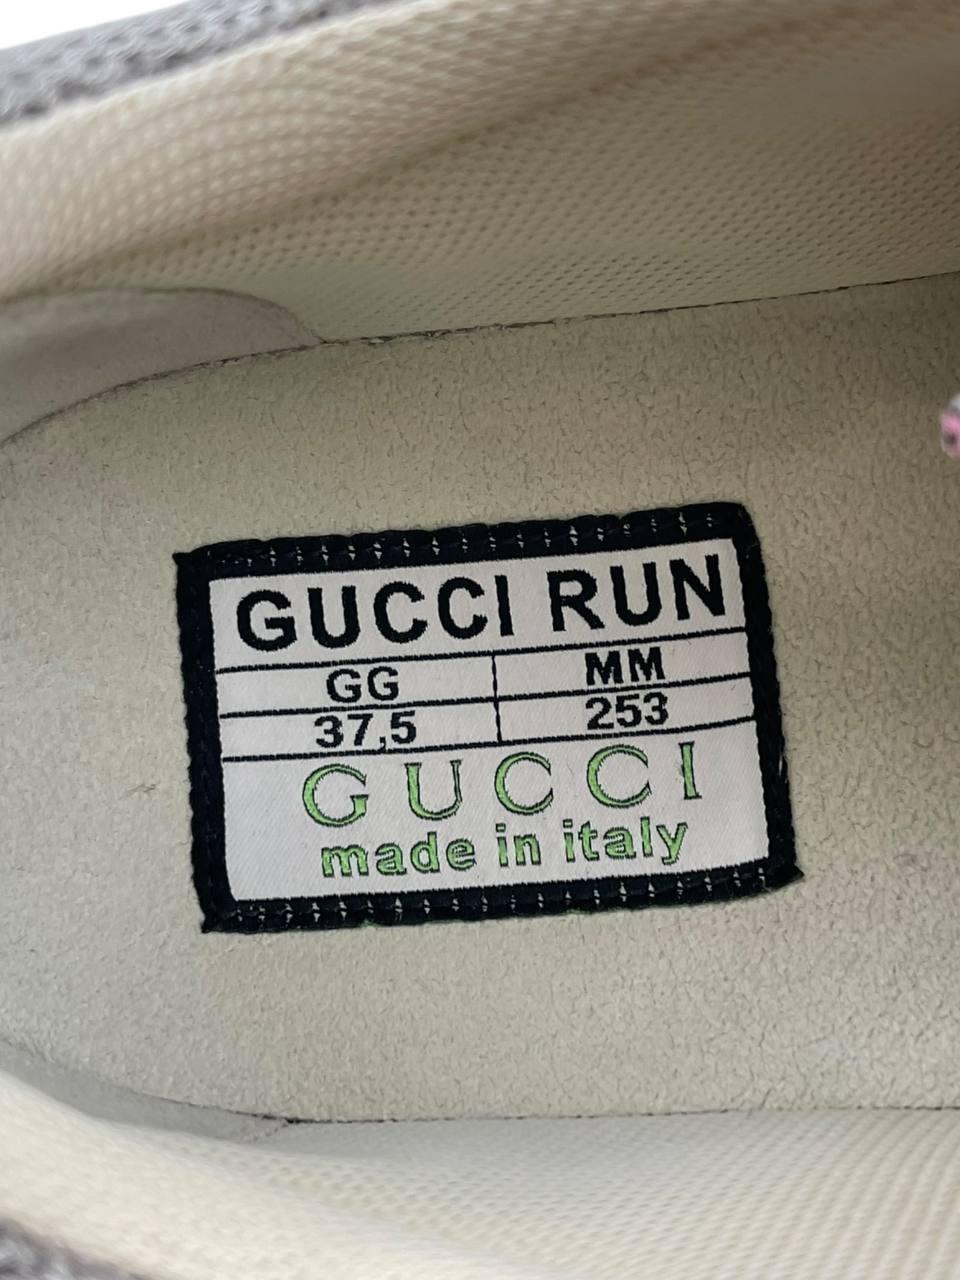 GUCCI RUN
GG MM
37,5 253
GUCCI
made in italy